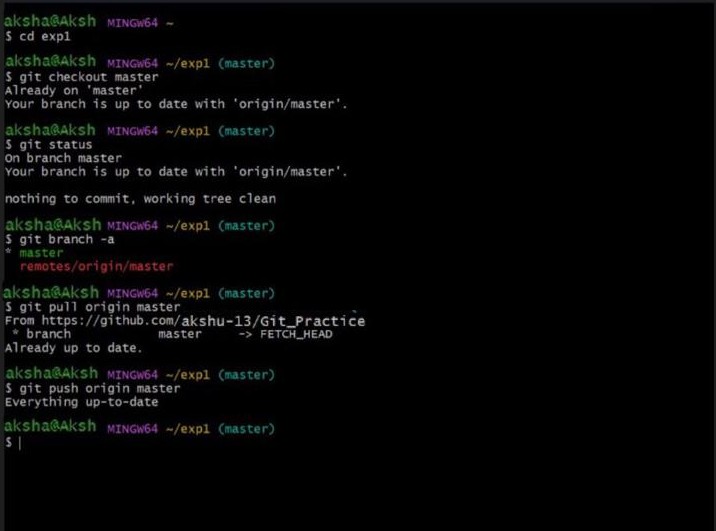 aksha@Aksh MINGW64 ~
$ cd exp1
aksha@Aksh MINGW64 ~/exp1 (master)
$ git checkout master
Already on 'master'
Your branch is up to date with 'origin/master'.
aksha@Aksh MINGW64 ~/exp1 (master)
$ git status
On branch master
Your branch is up to date with 'origin/master'.
nothing to commit, working tree clean
aksha@Aksh MINGW64 ~/exp1 (master)
$ git branch -a
* master
remotes/origin/master
aksha@Aksh MINGW64 ~/exp1 (master)
$ git pull origin master
From https://github.com/akshu-13/Git_Practice
* branch master -> FETCH_HEAD
Already up to date.
aksha@Aksh MINGW64 ~/exp1 (master)
$ git push origin master
Everything up-to-date
aksha@Aksh MINGW64 ~/exp1 (master)
$